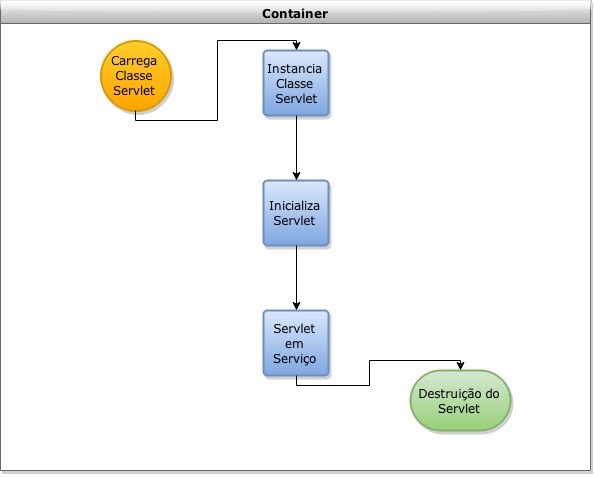 Container
Carrega
Classe
Servlet
Instancia
Classe
Servlet
Inicializa
Servlet
Servlet
em
Serviço
Destruição do
Servlet